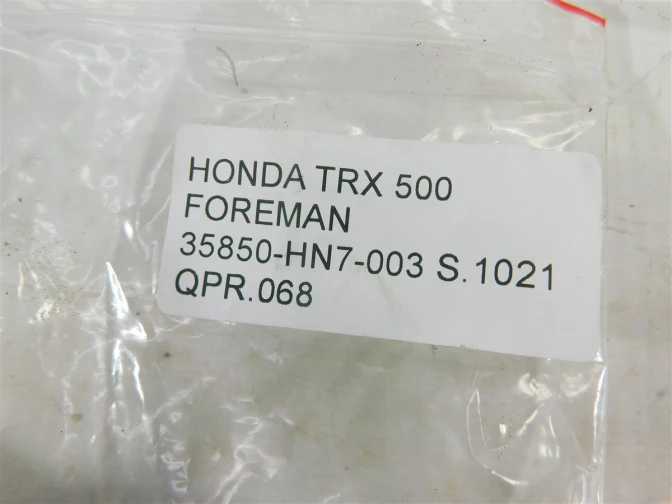 HONDA TRX 500
FOREMAN
35850-HN7-003 S.1021
QPR.068